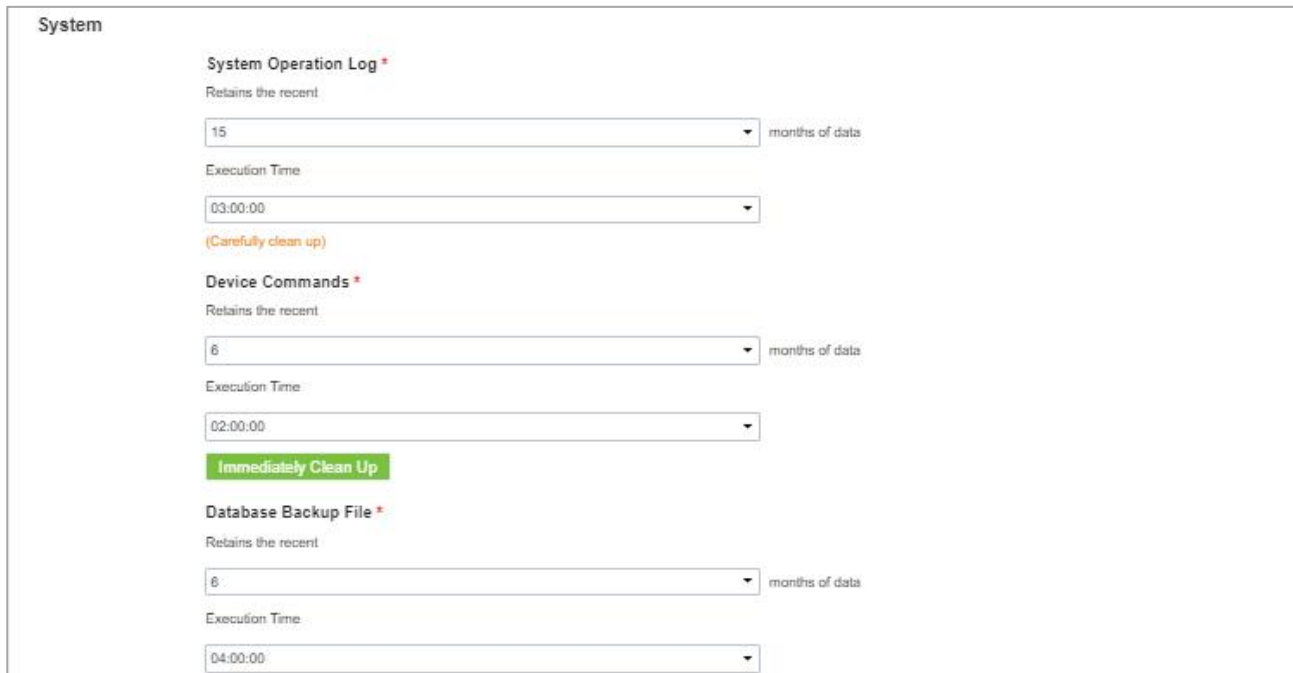 System
System Operation Log *
Retains the recent
15 months of data
Execution Time
03:00:00
(Carefully clean up)
Device Commands *
Retains the recent
6 months of data
Execution Time
02:00:00
Immediately Clean Up
Database Backup File *
Retains the recent
6 months of data
Execution Time
04:00:00